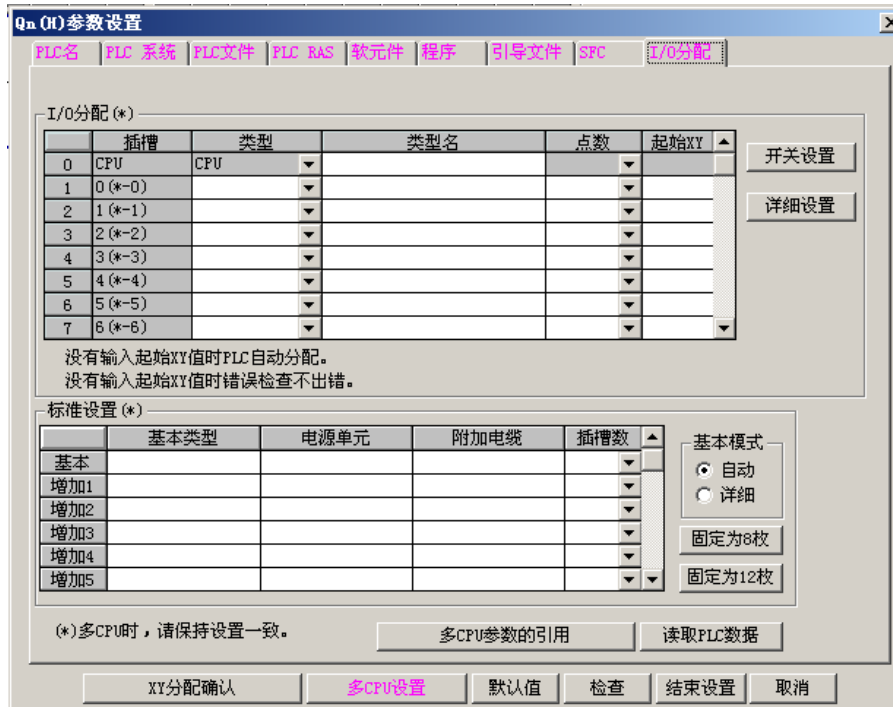 Qn(H)参数设置
PLC名 PLC 系统 PLC文件 PLC RAS 软元件 程序 引导文件 SFC I/O分配
I/O分配(*)
插槽 类型 类型名 点数 起始XY
0 CPU CPU
1 0(*-0)
2 1(*-1)
3 2(*-2)
4 3(*-3)
5 4(*-4)
6 5(*-5)
7 6(*-6)
开关设置
详细设置
没有输入起始XY值时PLC自动分配。
没有输入起始XY值时错误检查不出错。
标准设置(*)
基本类型 电源单元 附加电缆 插槽数
基本
增加1
增加2
增加3
增加4
增加5
基本模式
自动
详细
固定为8枚
固定为12枚
(*)多CPU时，请保持设置一致。
多CPU参数的引用 读取PLC数据
XY分配确认 多CPU设置 默认值 检查 结束设置 取消